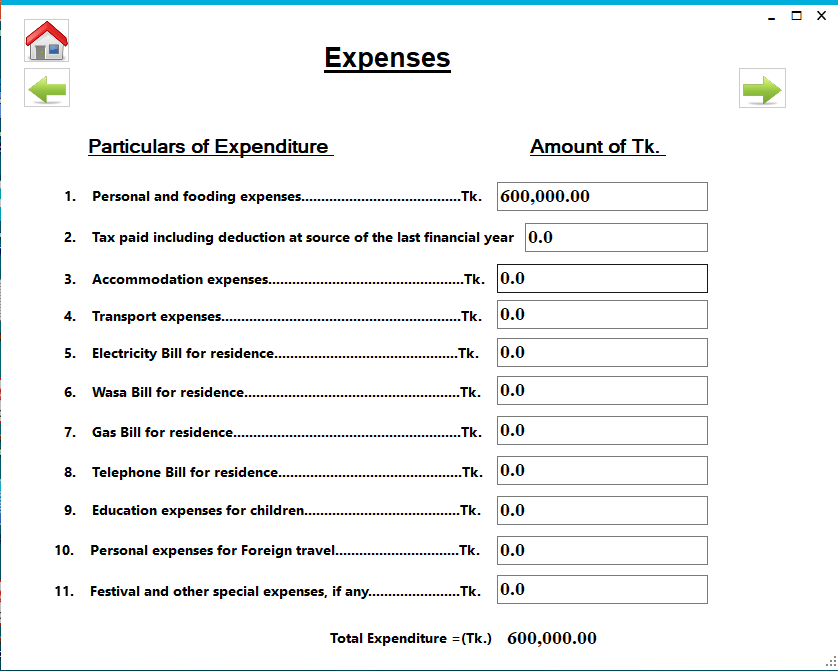 Expenses
Particulars of Expenditure Amount of Tk.
1. Personal and fooding expenses........................................Tk. 600,000.00
2. Tax paid including deduction at source of the last financial year 0.0
3. Accommodation expenses.................................................Tk. 0.0
4. Transport expenses............................................................Tk. 0.0
5. Electricity Bill for residence..............................................Tk. 0.0
6. Wasa Bill for residence......................................................Tk. 0.0
7. Gas Bill for residence.........................................................Tk. 0.0
8. Telephone Bill for residence..............................................Tk. 0.0
9. Education expenses for children.......................................Tk. 0.0
10. Personal expenses for Foreign travel...............................Tk. 0.0
11. Festival and other special expenses, if any.......................Tk. 0.0
Total Expenditure =(Tk.) 600,000.00